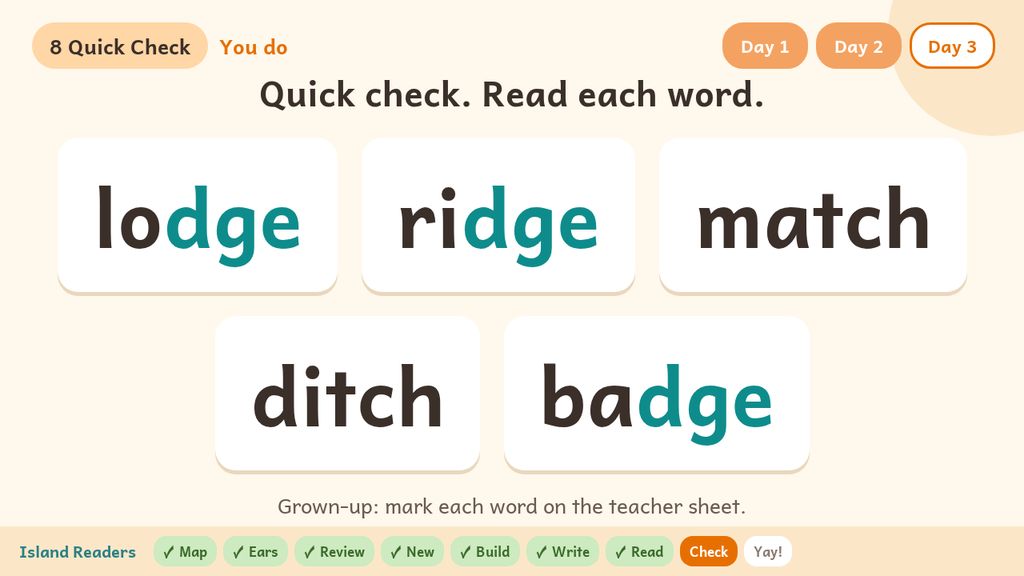 8 Quick Check You do Day 1 Day 2 Day 3
Quick check. Read each word.
lodge ridge match
ditch badge
Grown-up: mark each word on the teacher sheet.
Island Readers ✓ Map ✓ Ears ✓ Review ✓ New ✓ Build ✓ Write ✓ Read Check Yay!